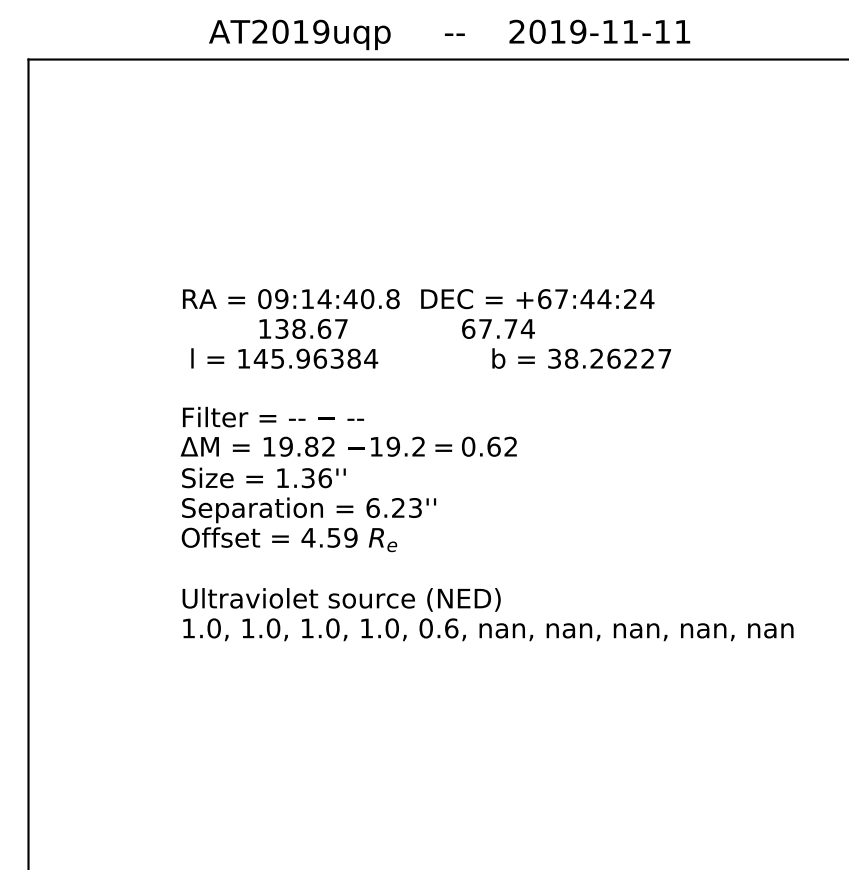 AT2019uqp -- 2019-11-11
RA = 09:14:40.8 DEC = +67:44:24
138.67 67.74
l = 145.96384 b = 38.26227
Filter = -- − --
ΔM = 19.82 −19.2 = 0.62
Size = 1.36''
Separation = 6.23''
Offset = 4.59 Rₑ
Ultraviolet source (NED)
1.0, 1.0, 1.0, 1.0, 0.6, nan, nan, nan, nan, nan